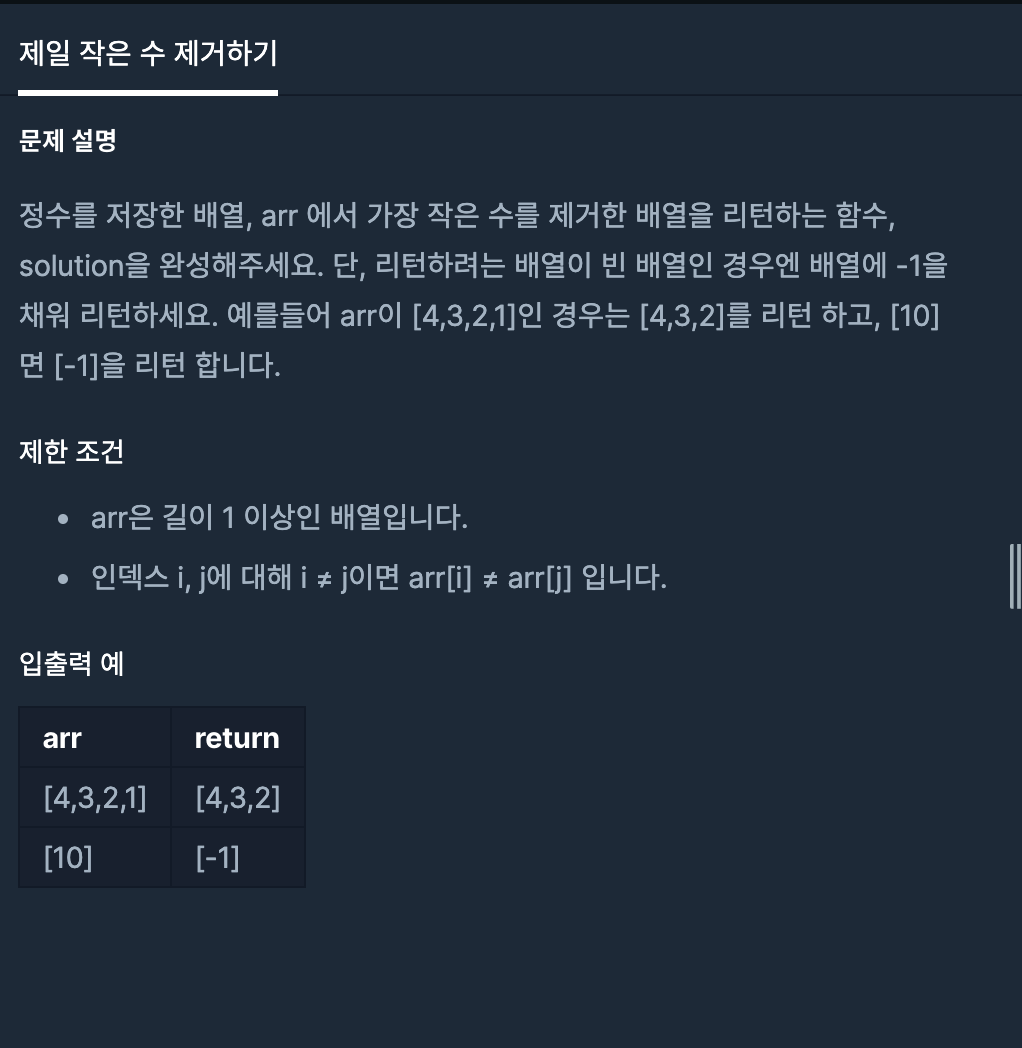 제일 작은 수 제거하기
문제 설명
정수를 저장한 배열, arr 에서 가장 작은 수를 제거한 배열을 리턴하는 함수,
solution을 완성해주세요. 단, 리턴하려는 배열이 빈 배열인 경우엔 배열에 -1을
채워 리턴하세요. 예를들어 arr이 [4,3,2,1]인 경우는 [4,3,2]를 리턴 하고, [10]
면 [-1]을 리턴 합니다.
제한 조건
• arr은 길이 1 이상인 배열입니다.
• 인덱스 i, j에 대해 i ≠ j이면 arr[i] ≠ arr[j] 입니다.
입출력 예
arr return
[4,3,2,1] [4,3,2]
[10] [-1]